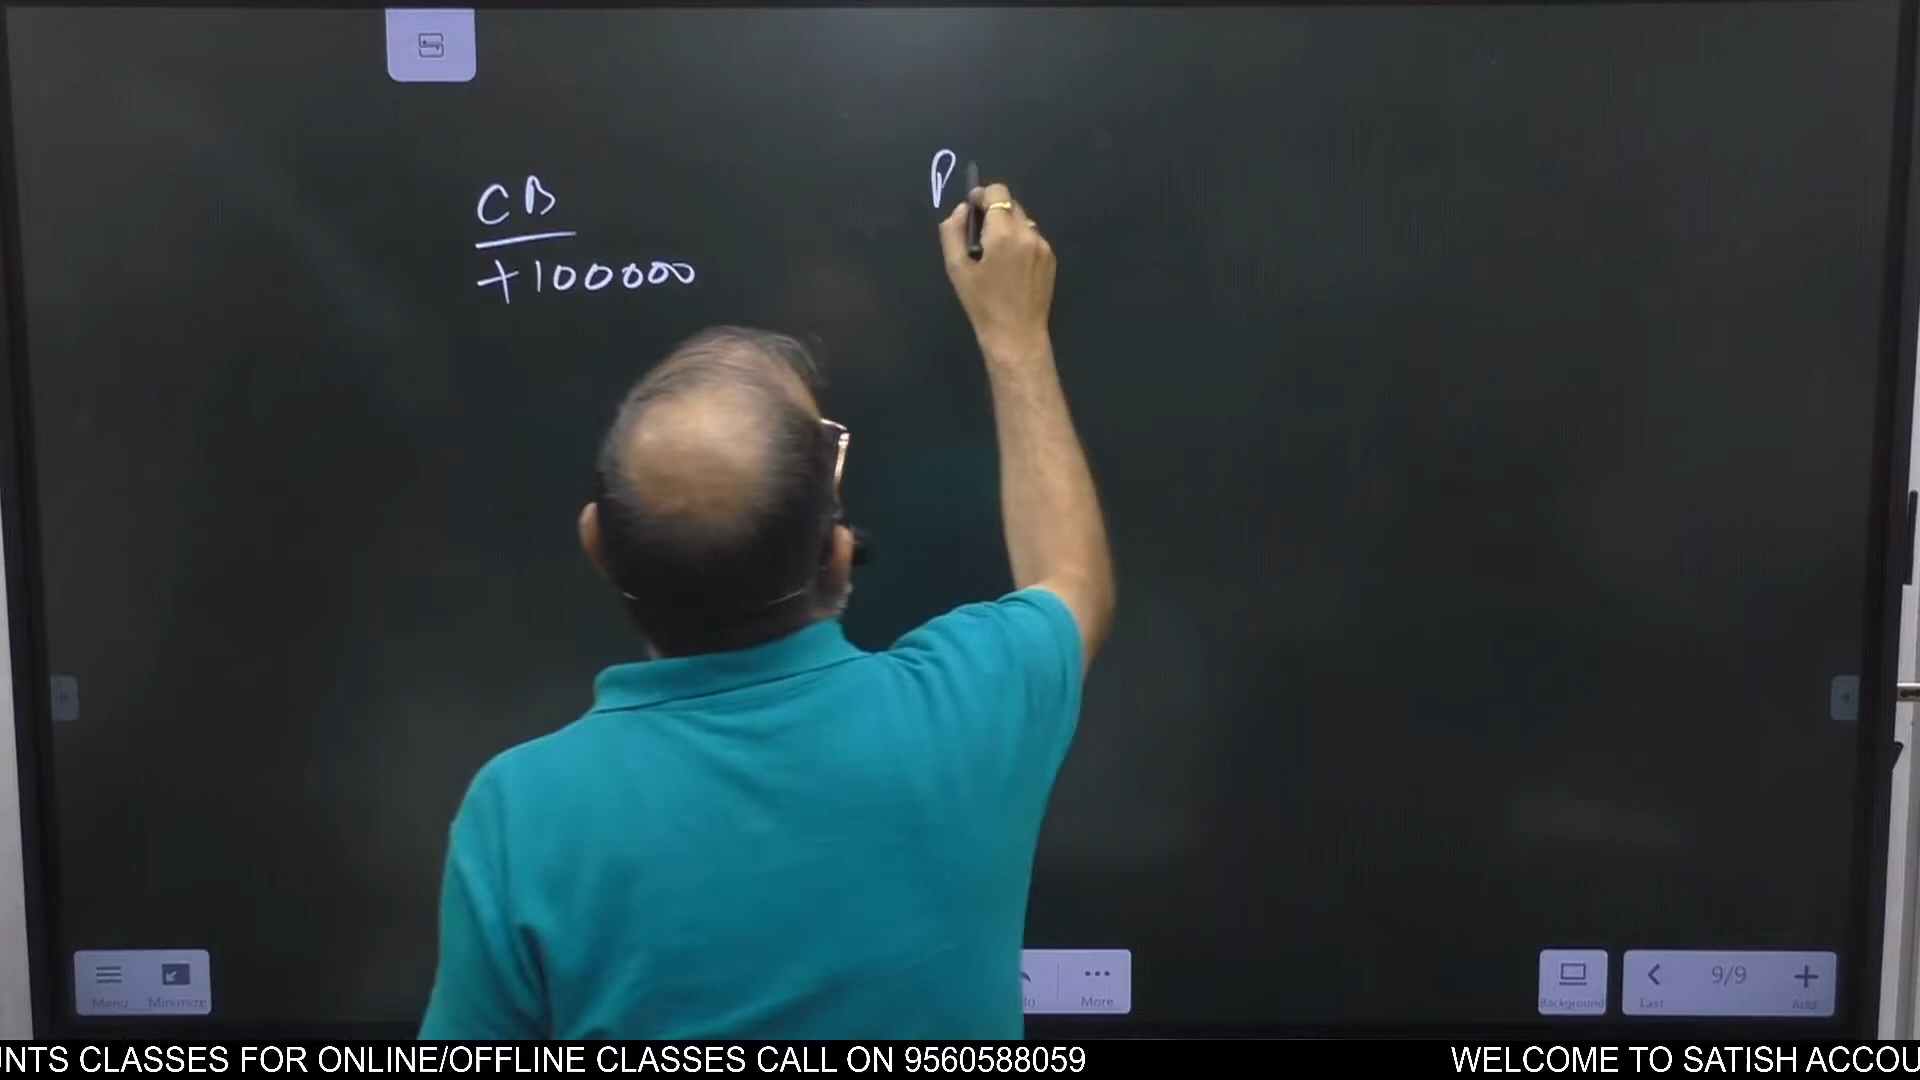 CB
+100000
P
Menu
Minimize
More
Background
Last
9/9
Add
UNTS CLASSES FOR ONLINE/OFFLINE CLASSES CALL ON 9560588059
WELCOME TO SATISH ACCOU